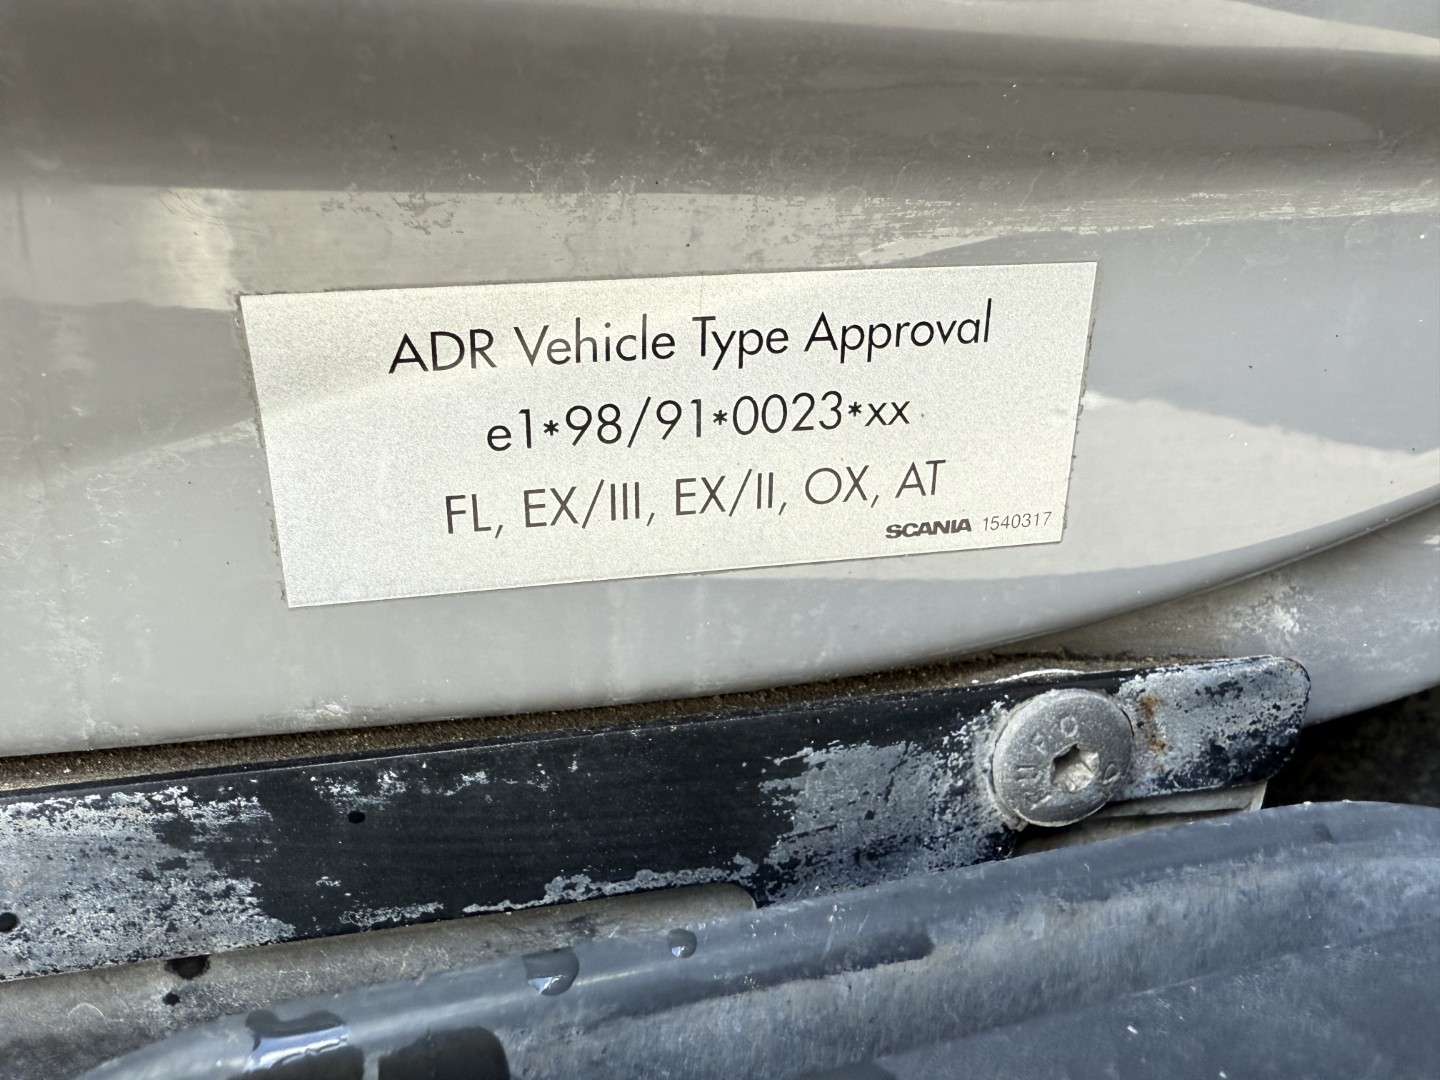 ADR Vehicle Type Approval
e1*98/91*0023*xx
FL, EX/III, EX/II, OX, AT
SCANIA 1540317